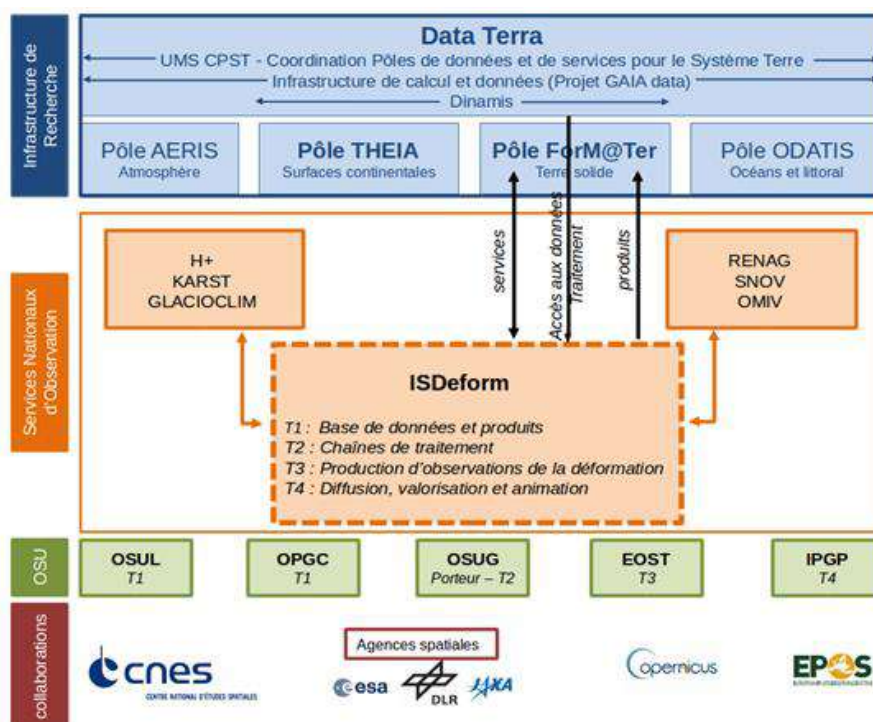 Infrastructure de
Recherche
Data Terra
UMS CPST - Coordination Pôles de données et de services pour le Système Terre
Infrastructure de calcul et données (Projet GAIA data)
Dinamis
Pôle AERIS
Atmosphère
Pôle THEIA
Surfaces continentales
Pôle ForM@Ter
Terre solide
Pôle ODATIS
Océans et littoral
Services Nationaux
d'Observation
H+
KARST
GLACIOCLIM
services
Accès aux données
Traitement
produits
RENAG
SNOV
OMIV
ISDeform
T1 : Base de données et produits
T2 : Chaînes de traitement
T3 : Production d'observations de la déformation
T4 : Diffusion, valorisation et animation
OSU
OSUL
T1
OPGC
T1
OSUG
Porteur – T2
EOST
T3
IPGP
T4
collaborations
cnes
CENTRE NATIONAL D'ÉTUDES SPATIALES
Agences spatiales
esa
DLR
JAXA
opernicus
EPOS